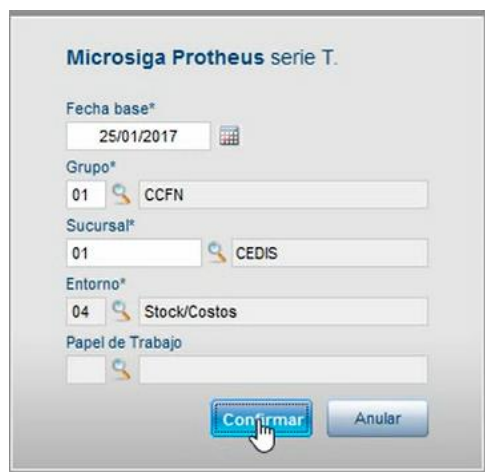 Microsiga Protheus serie T.
Fecha base*
25/01/2017
Grupo*
01 CCFN
Sucursal*
01 CEDIS
Entorno*
04 Stock/Costos
Papel de Trabajo
Confirmar Anular